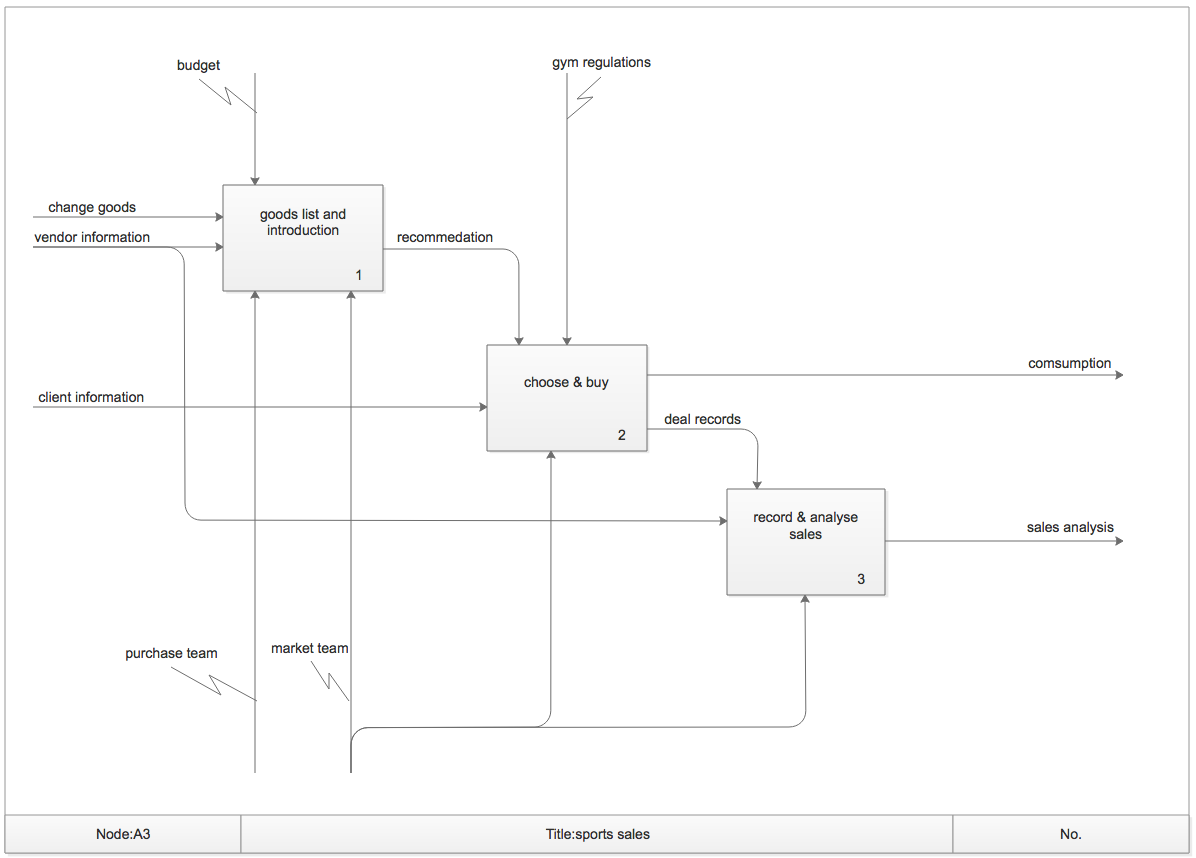 budget
gym regulations
change goods
vendor information
goods list and
introduction
1
recommedation
client information
choose & buy
2
comsumption
deal records
record & analyse
sales
3
sales analysis
purchase team
market team
Node:A3
Title:sports sales
No.